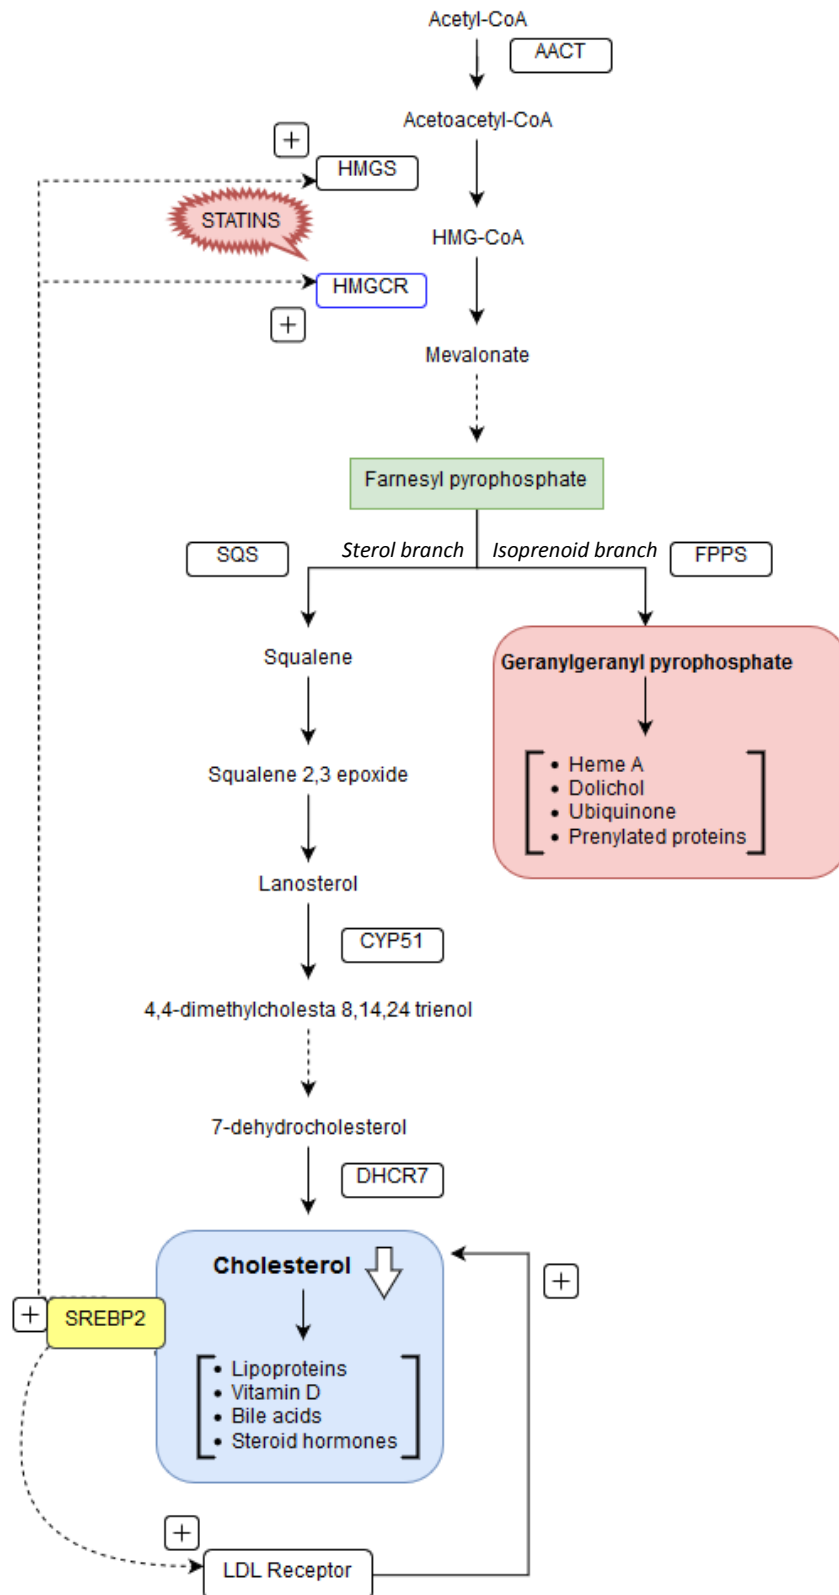 Acetyl-CoA
AACT
Acetoacetyl-CoA
+
HMGS
STATINS
HMG-CoA
HMGCR
+
Mevalonate
Farnesyl pyrophosphate
SQS
Sterol branch
Isoprenoid branch
FPPS
Squalene
Geranylgeranyl pyrophosphate
• Heme A
• Dolichol
• Ubiquinone
• Prenylated proteins
Squalene 2,3 epoxide
Lanosterol
CYP51
4,4-dimethylcholesta 8,14,24 trienol
7-dehydrocholesterol
DHCR7
Cholesterol
+
+
SREBP2
• Lipoproteins
• Vitamin D
• Bile acids
• Steroid hormones
+
LDL Receptor